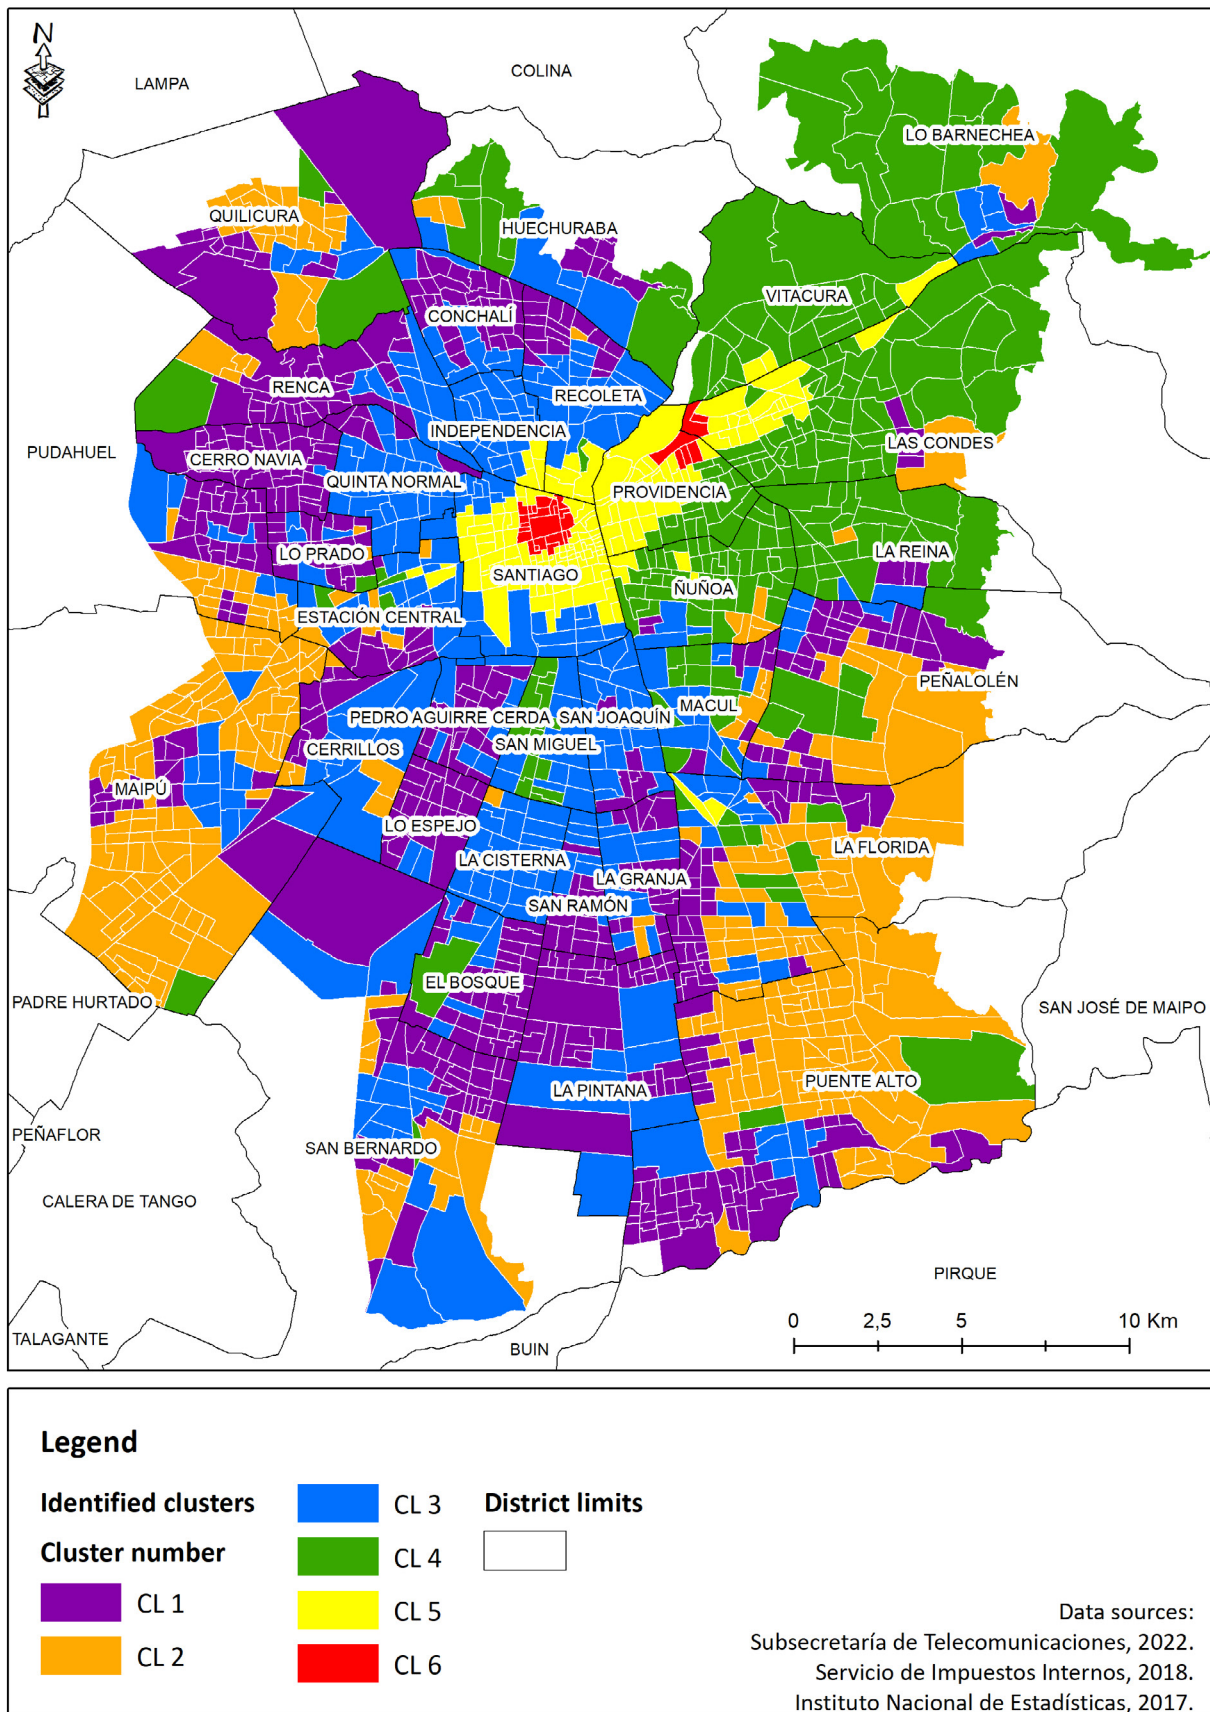 N
LAMPA
COLINA
LO BARNECHEA
QUILICURA
HUECHURABA
VITACURA
CONCHALÍ
RENCA
RECOLETA
INDEPENDENCIA
LAS CONDES
PUDAHUEL
CERRO NAVIA
QUINTA NORMAL
PROVIDENCIA
LO PRADO
LA REINA
SANTIAGO
ÑUÑOA
ESTACIÓN CENTRAL
PEÑALOLÉN
MACUL
PEDRO AGUIRRE CERDA
SAN JOAQUÍN
CERRILLOS
SAN MIGUEL
MAIPÚ
LO ESPEJO
LA FLORIDA
LA CISTERNA
LA GRANJA
SAN RAMÓN
EL BOSQUE
PADRE HURTADO
SAN JOSÉ DE MAIPO
PUENTE ALTO
LA PINTANA
PEÑAFLOR
SAN BERNARDO
CALERA DE TANGO
PIRQUE
TALAGANTE
BUIN
0 2,5 5 10 Km
Legend
Identified clusters
Cluster number
CL 1
CL 2
CL 3
CL 4
CL 5
CL 6
District limits
Data sources:
Subsecretaría de Telecomunicaciones, 2022.
Servicio de Impuestos Internos, 2018.
Instituto Nacional de Estadísticas, 2017.